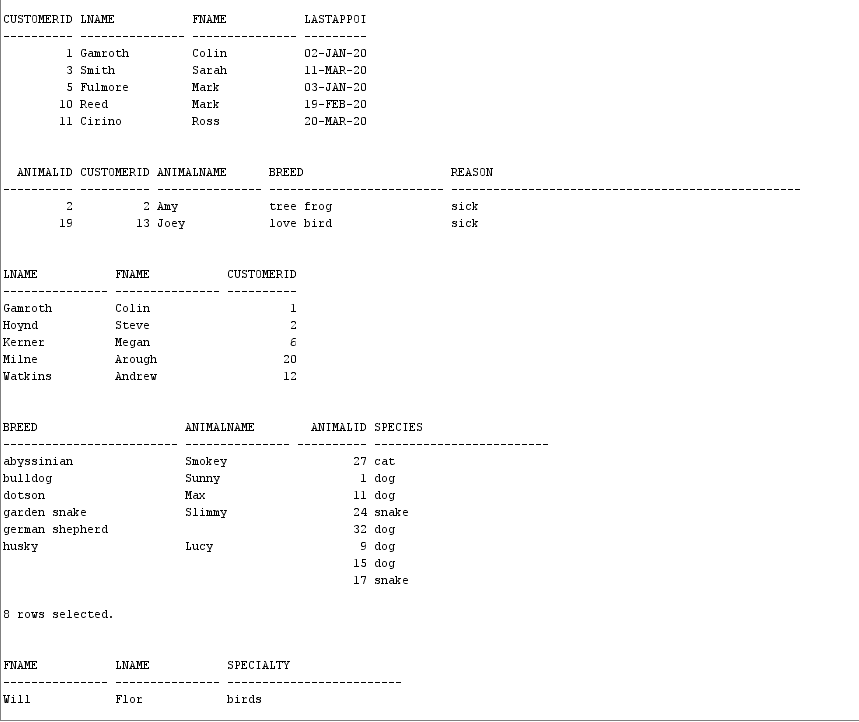 CUSTOMERID LNAME           FNAME           LASTAPPOI
---------- --------------- --------------- ---------
         1 Gamroth         Colin           02-JAN-20
         3 Smith           Sarah           11-MAR-20
         5 Fulmore         Mark            03-JAN-20
        10 Reed            Mark            19-FEB-20
        11 Cirino          Ross            20-MAR-20
  ANIMALID CUSTOMERID ANIMALNAME      BREED                     REASON
---------- ---------- --------------- ------------------------- --------------------------------------------------
         2          2 Amy             tree frog                 sick
        19         13 Joey            love bird                 sick
LNAME           FNAME           CUSTOMERID
--------------- --------------- ----------
Gamroth         Colin                    1
Hoynd           Steve                    2
Kerner          Megan                    6
Milne           Arough                  20
Watkins         Andrew                  12
BREED                     ANIMALNAME        ANIMALID SPECIES
------------------------- --------------- ---------- -------------------------
abyssinian                Smokey                  27 cat
bulldog                   Sunny                    1 dog
dotson                    Max                     11 dog
garden snake              Slimmy                  24 snake
german shepherd                                   32 dog
husky                     Lucy                     9 dog
                                                  15 dog
                                                  17 snake
8 rows selected.
FNAME           LNAME           SPECIALTY
--------------- --------------- -------------------------
Will            Flor            birds